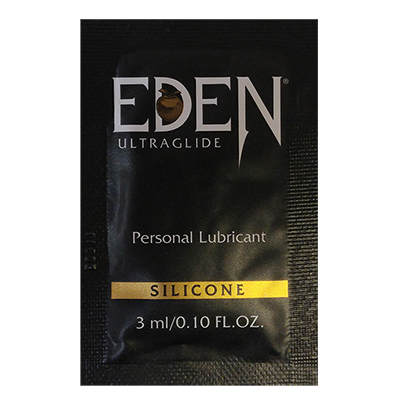 EDEN®
ULTRAGLIDE
Personal Lubricant
SILICONE
3 ml/0.10 FL.OZ.